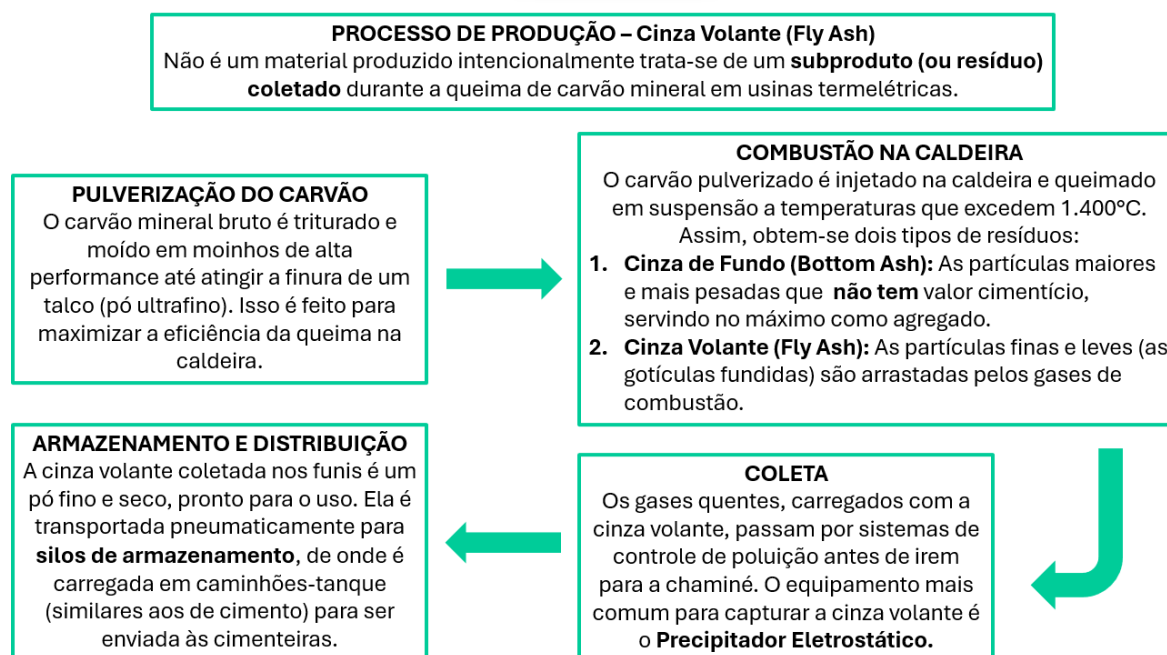 PROCESSO DE PRODUÇÃO – Cinza Volante (Fly Ash)
Não é um material produzido intencionalmente trata-se de um subproduto (ou resíduo)
coletado durante a queima de carvão mineral em usinas termelétricas.
PULVERIZAÇÃO DO CARVÃO
O carvão mineral bruto é triturado e
moído em moinhos de alta
performance até atingir a finura de um
talco (pó ultrafino). Isso é feito para
maximizar a eficiência da queima na
caldeira.
COMBUSTÃO NA CALDEIRA
O carvão pulverizado é injetado na caldeira e queimado
em suspensão a temperaturas que excedem 1.400°C.
Assim, obtem-se dois tipos de resíduos:
1. Cinza de Fundo (Bottom Ash): As partículas maiores
e mais pesadas que não tem valor cimentício,
servindo no máximo como agregado.
2. Cinza Volante (Fly Ash): As partículas finas e leves (as
gotículas fundidas) são arrastadas pelos gases de
combustão.
COLETA
Os gases quentes, carregados com a
cinza volante, passam por sistemas de
controle de poluição antes de irem
para a chaminé. O equipamento mais
comum para capturar a cinza volante é
o Precipitador Eletrostático.
ARMAZENAMENTO E DISTRIBUIÇÃO
A cinza volante coletada nos funis é um
pó fino e seco, pronto para o uso. Ela é
transportada pneumaticamente para
silos de armazenamento, de onde é
carregada em caminhões-tanque
(similares aos de cimento) para ser
enviada às cimenteiras.